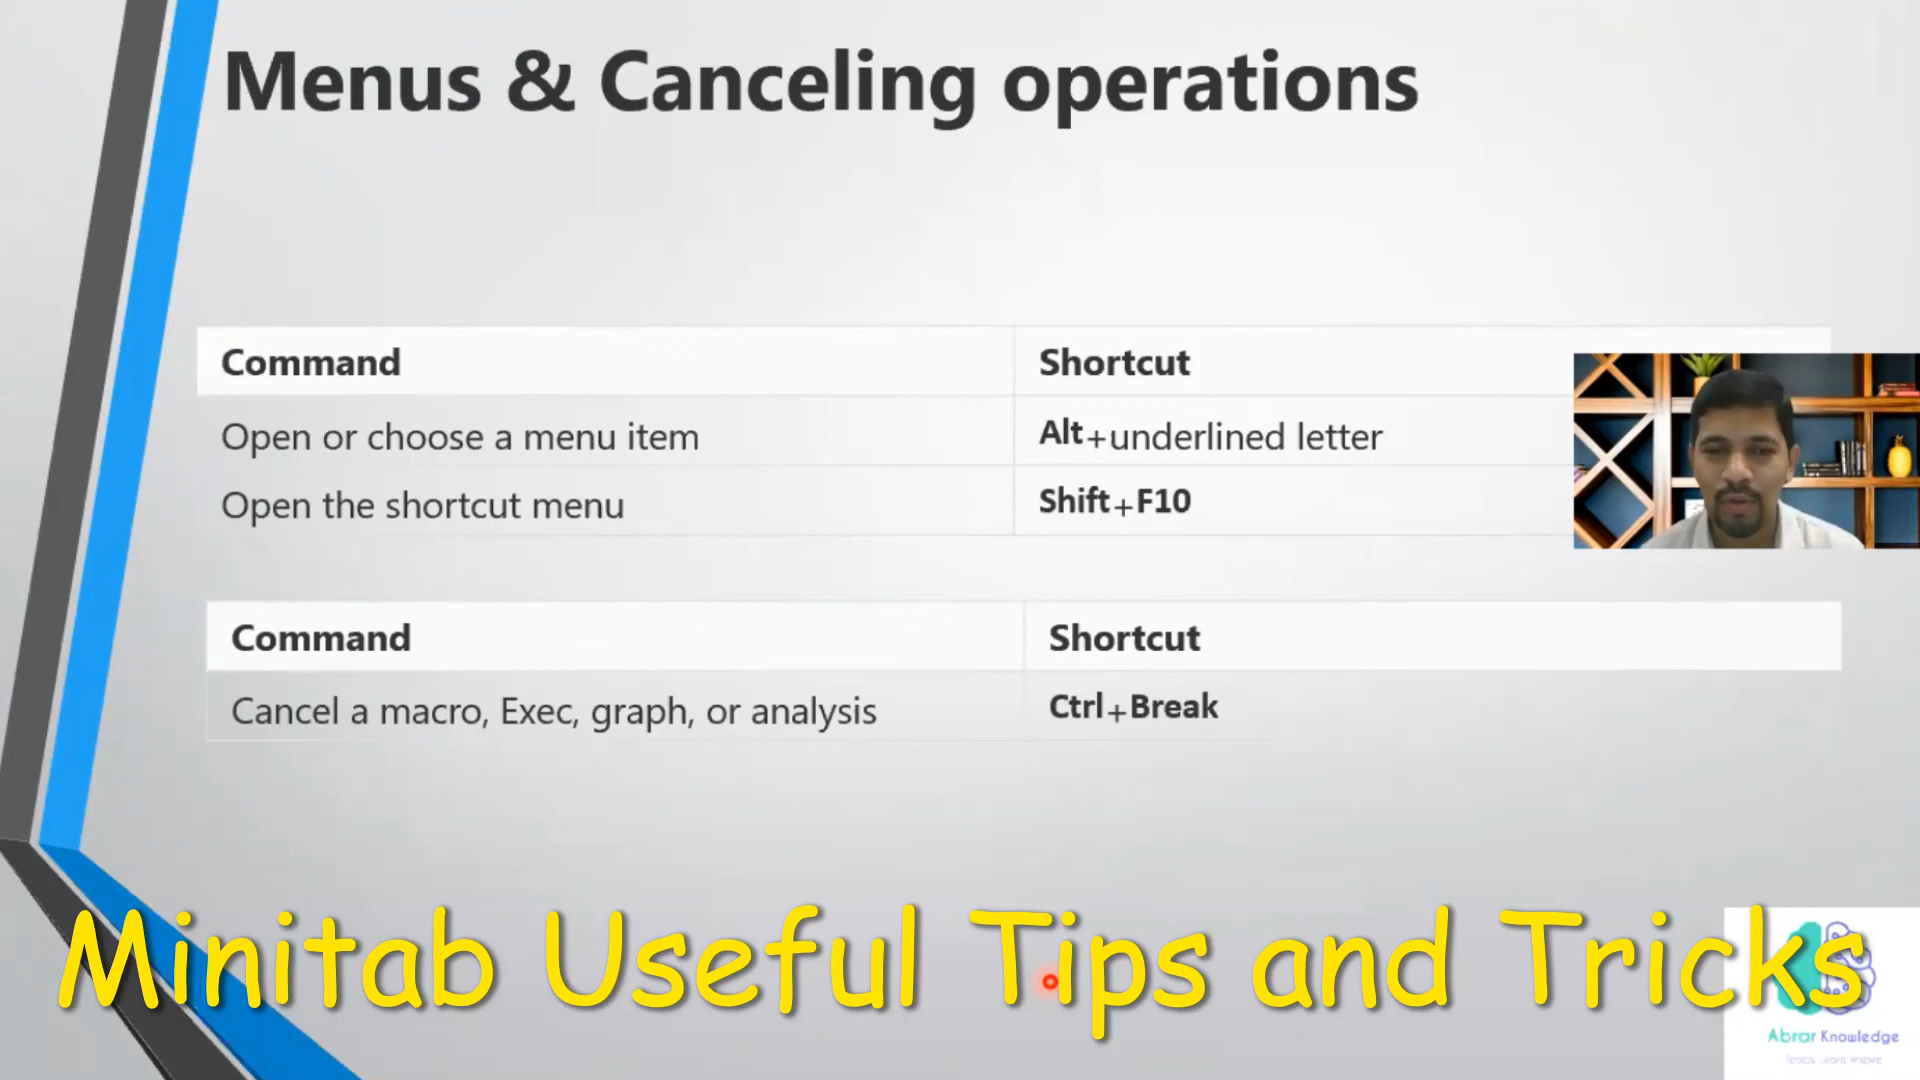 Menus & Canceling operations
Command Shortcut
Open or choose a menu item Alt+underlined letter
Open the shortcut menu Shift+F10
Command Shortcut
Cancel a macro, Exec, graph, or analysis Ctrl+Break
Minitab Useful Tips and Tricks
Abrar Knowledge